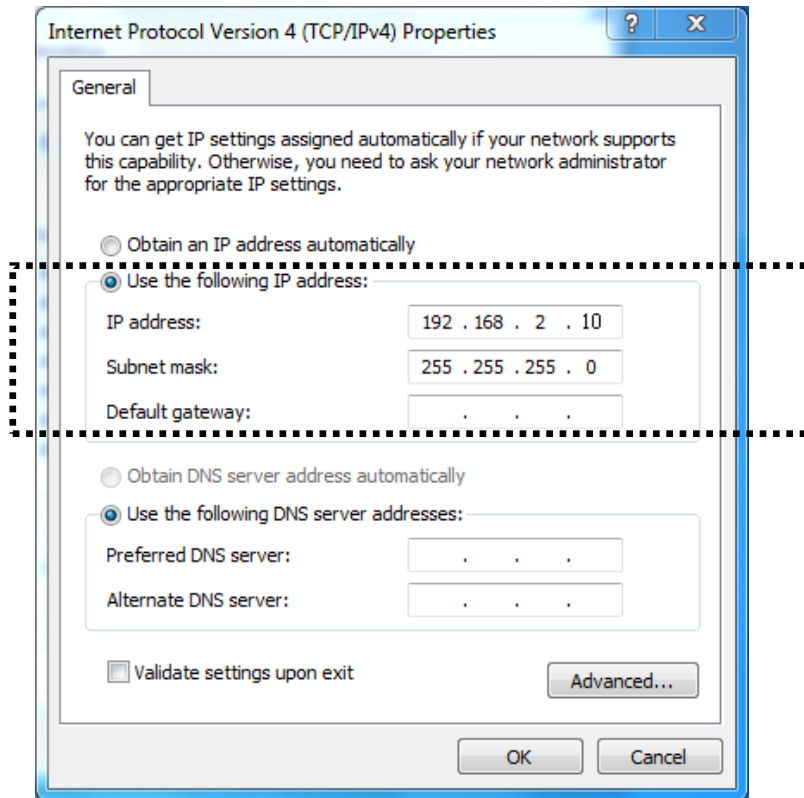 Internet Protocol Version 4 (TCP/IPv4) Properties
? X
General
You can get IP settings assigned automatically if your network supports
this capability. Otherwise, you need to ask your network administrator
for the appropriate IP settings.
Obtain an IP address automatically
Use the following IP address:
IP address: 192 . 168 . 2 . 10
Subnet mask: 255 . 255 . 255 . 0
Default gateway: . . .
Obtain DNS server address automatically
Use the following DNS server addresses:
Preferred DNS server: . . .
Alternate DNS server: . . .
Validate settings upon exit
Advanced...
OK Cancel